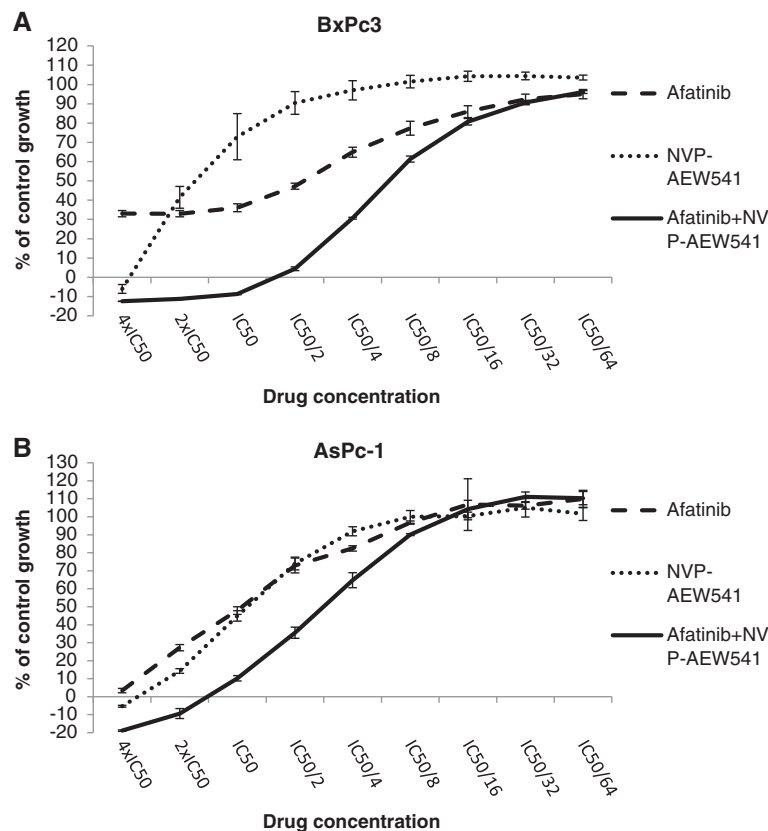 A
BxPc3
% of control growth
120
110
100
90
80
70
60
50
40
30
20
10
0
-10
-20
4xIC50
2xIC50
IC50
IC50/2
IC50/4
IC50/8
IC50/16
IC50/32
IC50/64
Drug concentration
Afatinib
NVP-
AEW541
Afatinib+NV
P-AEW541
B
AsPc-1
% of control growth
130
120
110
100
90
80
70
60
50
40
30
20
10
0
-10
-20
4xIC50
2xIC50
IC50
IC50/2
IC50/4
IC50/8
IC50/16
IC50/32
IC50/64
Drug concentration
Afatinib
NVP-
AEW541
Afatinib+NV
P-AEW541